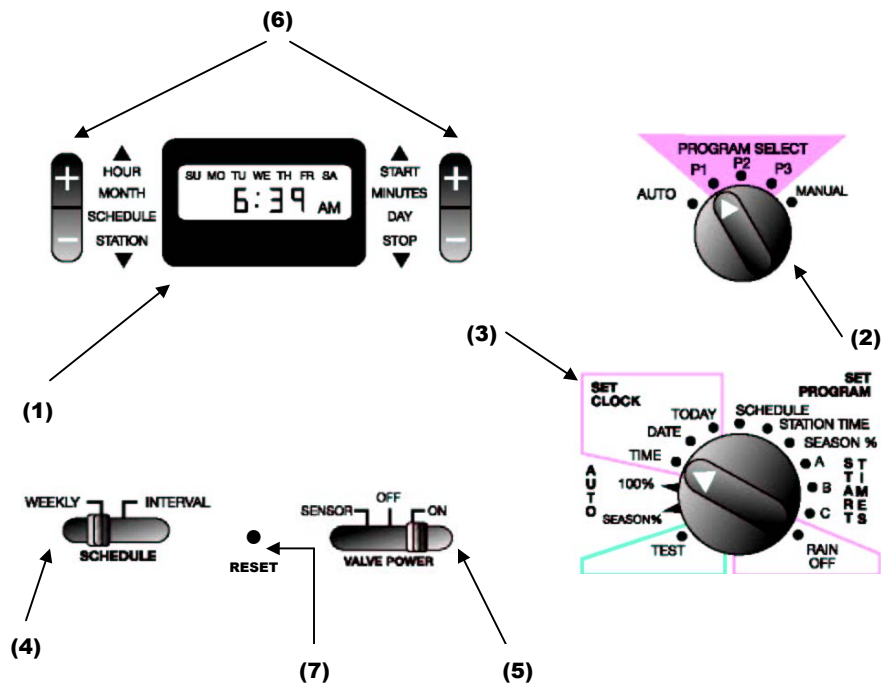 (6)
HOUR
MONTH
SCHEDULE
STATION
SU MO TU WE TH FR SA
6:39 AM
START
MINUTES
DAY
STOP
+
−
+
−
PROGRAM SELECT
AUTO
P1
P2
P3
MANUAL
(2)
(3)
(1)
SET
CLOCK
SET
PROGRAM
TODAY
DATE
TIME
SCHEDULE
STATION TIME
SEASON %
A
B
C
START
TIMES
AUTO
100%
SEASON%
TEST
RAIN
OFF
WEEKLY
INTERVAL
SCHEDULE
RESET
SENSOR
OFF
ON
VALVE POWER
(4)
(7)
(5)